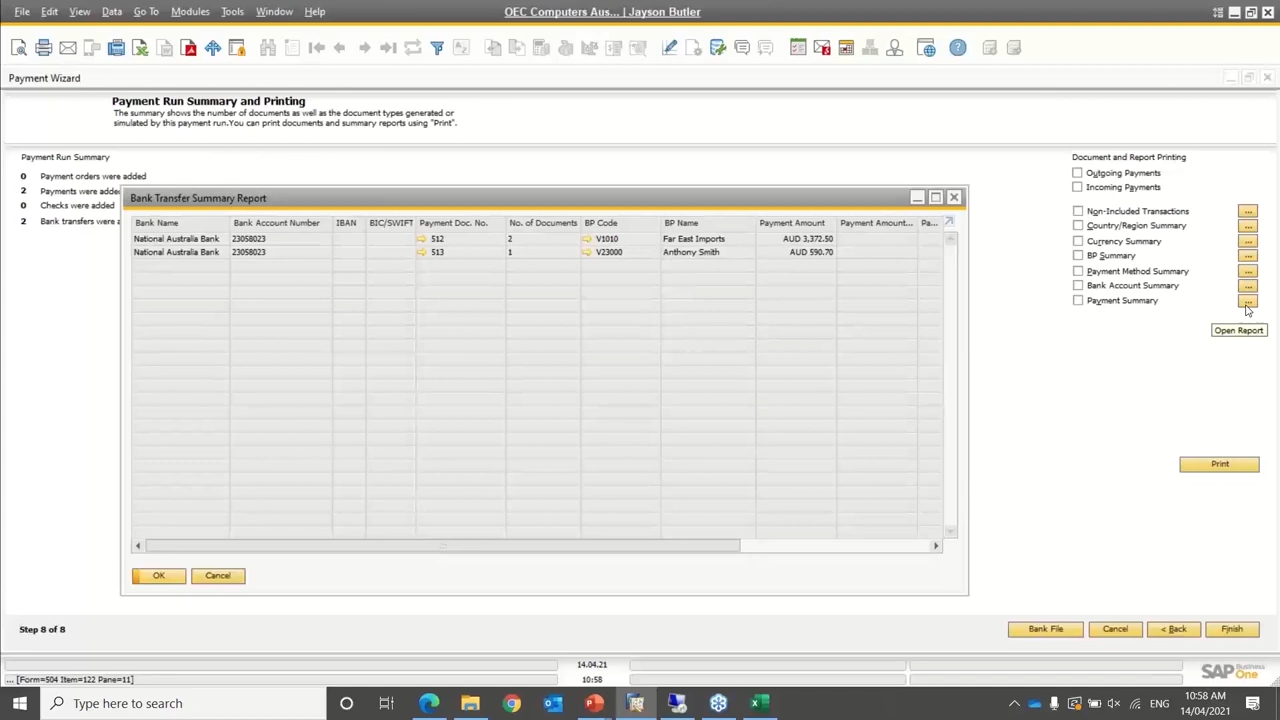 File Edit View Data Go To Modules Tools Window Help OEC Computers Aus... | Jayson Butler
Payment Wizard
Payment Run Summary and Printing
The summary shows the number of documents as well as the document types generated or
simulated by this payment run.You can print documents and summary reports using "Print".
Payment Run Summary
0 Payment orders were added
2 Payments were adde
0 Checks were added
2 Bank transfers were a
Bank Transfer Summary Report
Bank Name Bank Account Number IBAN BIC/SWIFT Payment Doc. No. No. of Documents BP Code BP Name Payment Amount Payment Amount... Pa...
National Australia Bank 23058023 512 2 V1010 Far East Imports AUD 3,372.50
National Australia Bank 23058023 513 1 V23000 Anthony Smith AUD 590.70
OK Cancel
Document and Report Printing
Outgoing Payments
Incoming Payments
Non-Included Transactions ...
Country/Region Summary ...
Currency Summary ...
BP Summary ...
Payment Method Summary ...
Bank Account Summary ...
Payment Summary ...
Open Report
Print
Step 8 of 8
Bank File Cancel < Back Finish
14.04.21
... [Form=504 Item=122 Pane=11] 10:58
SAP Business One
Type here to search
ENG
10:58 AM
14/04/2021